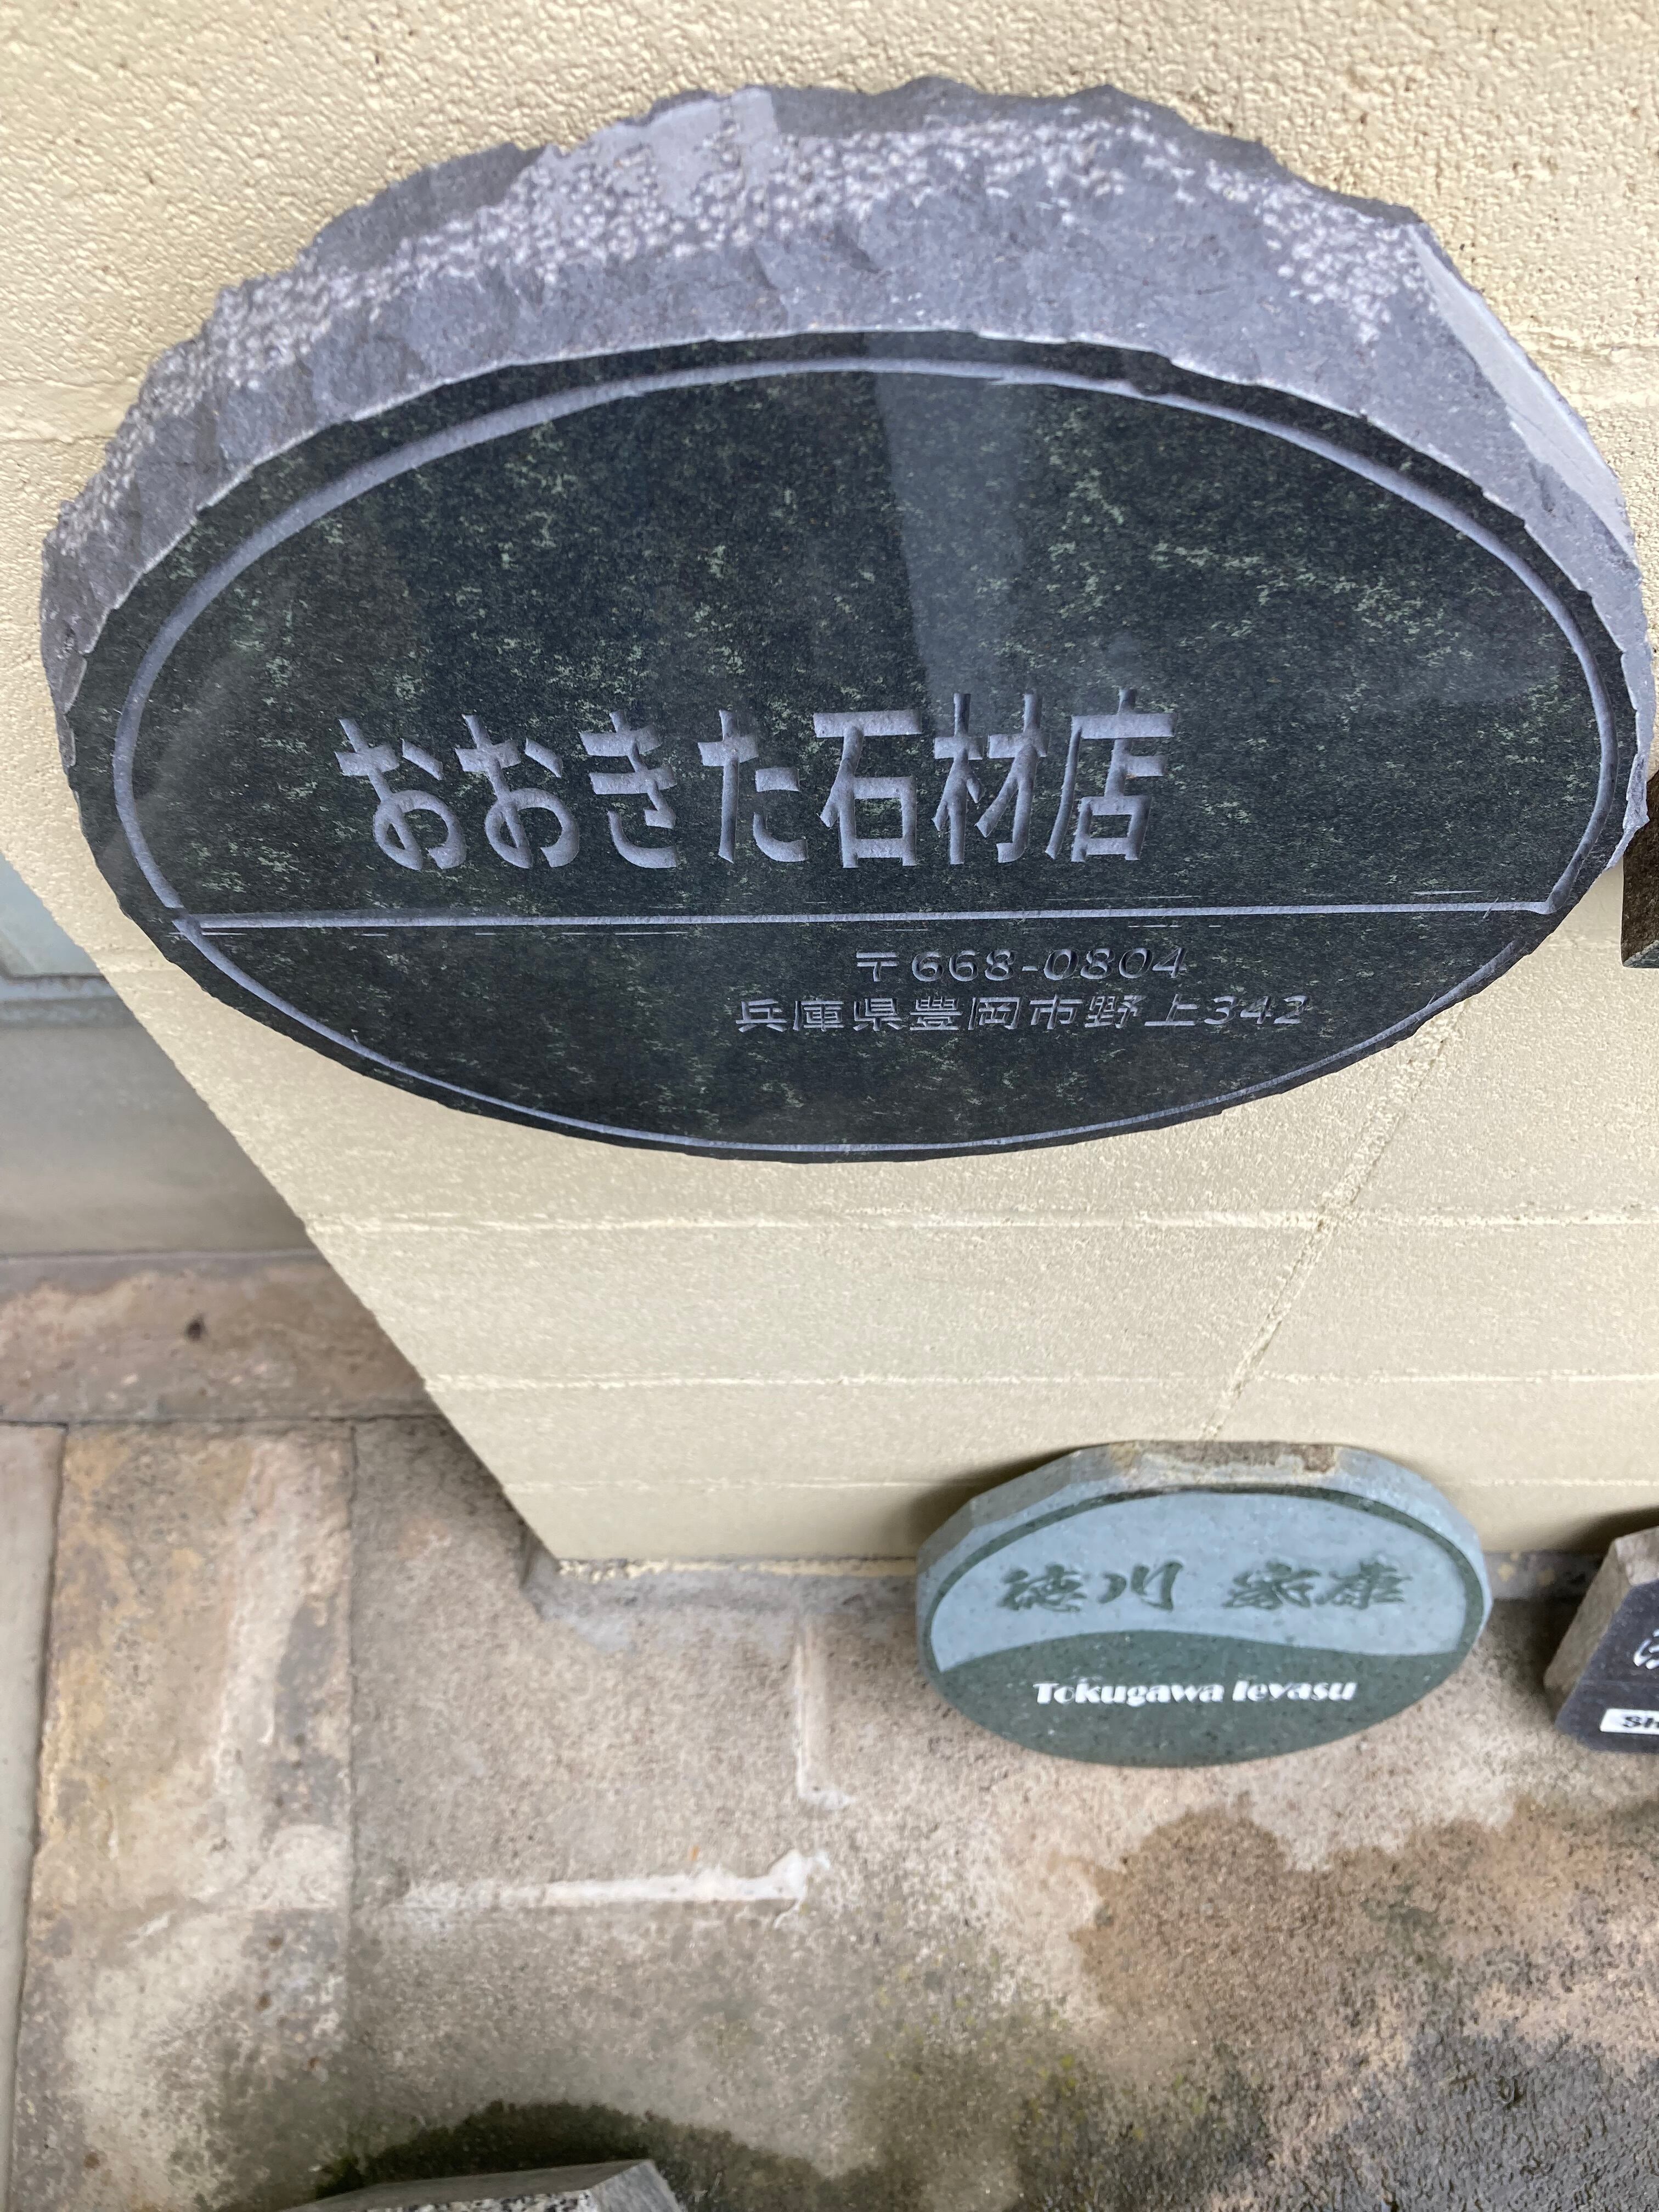 おおきた石材店
〒668-0804
兵庫県豊岡市野上342
徳川 家康
Tokugawa Ieyasu
Sh